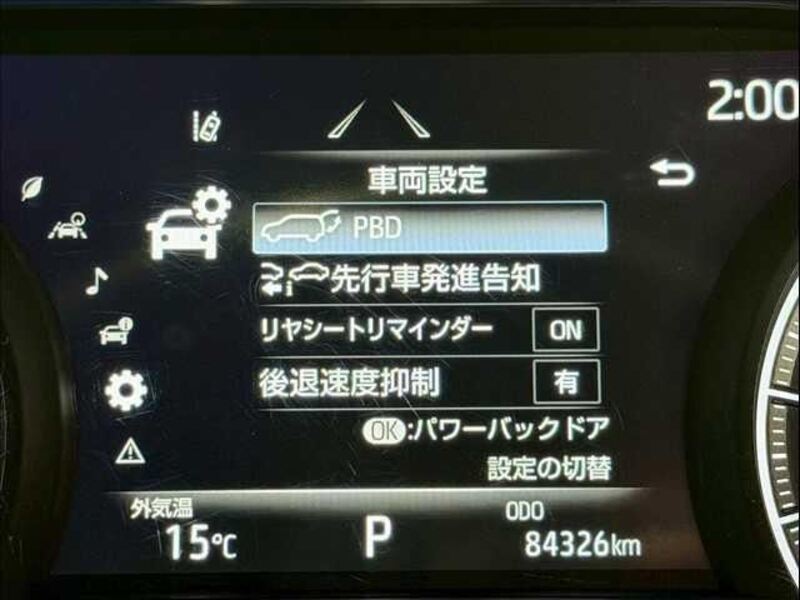 2:00
車両設定
PBD
先行車発進告知
リヤシートリマインダー ON
後退速度抑制 有
OK:パワーバックドア
設定の切替
外気温 ODO
15℃ P 84326km